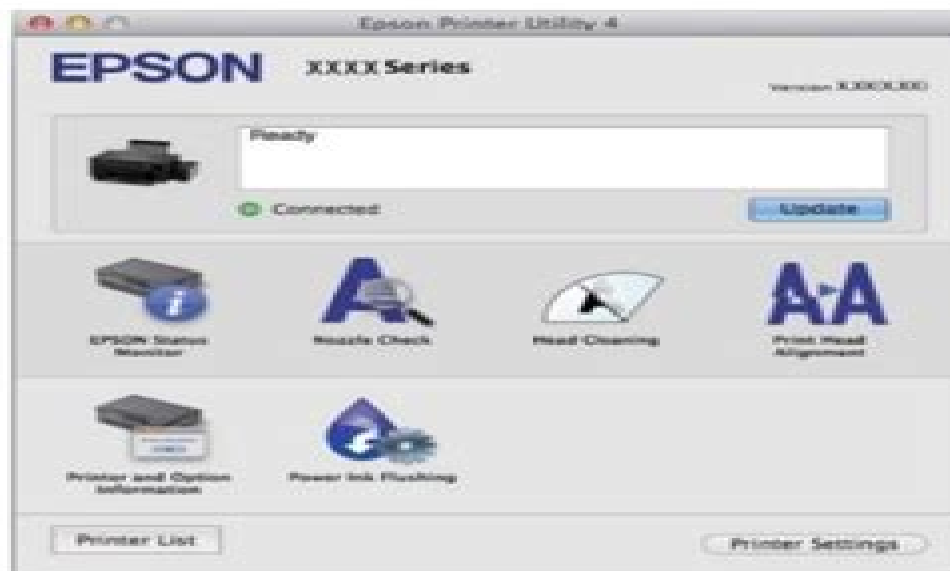 Epson Printer Utility 4
EPSON XXXX Series
Version
Ready
Connected
Update
EPSON Status
Monitor
Nozzle Check
Head Cleaning
Print Head
Alignment
Printer and Option
Information
Power Ink Flushing
Printer List
Printer Settings